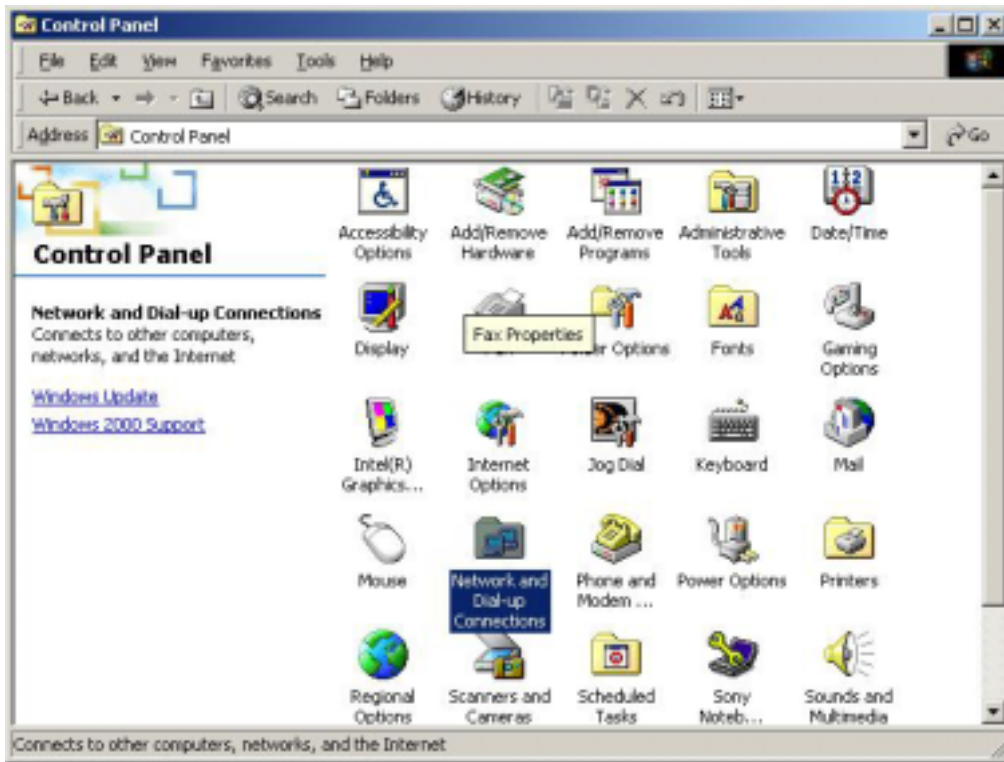 Control Panel
File Edit View Favorites Tools Help
Back Search Folders History
Address Control Panel Go
Control Panel
Network and Dial-up Connections
Connects to other computers,
networks, and the Internet
Windows Update
Windows 2000 Support
Accessibility
Options
Add/Remove
Hardware
Add/Remove
Programs
Administrative
Tools
12
Date/Time
Display
Fax Properties
er Options
Fonts
Gaming
Options
Intel(R)
Graphics...
Internet
Options
Jog Dial
Keyboard
Mail
Mouse
Network and
Dial-up
Connections
Phone and
Modem ...
Power Options
Printers
Regional
Options
Scanners and
Cameras
Scheduled
Tasks
Sony
Noteb...
Sounds and
Multimedia
Connects to other computers, networks, and the Internet